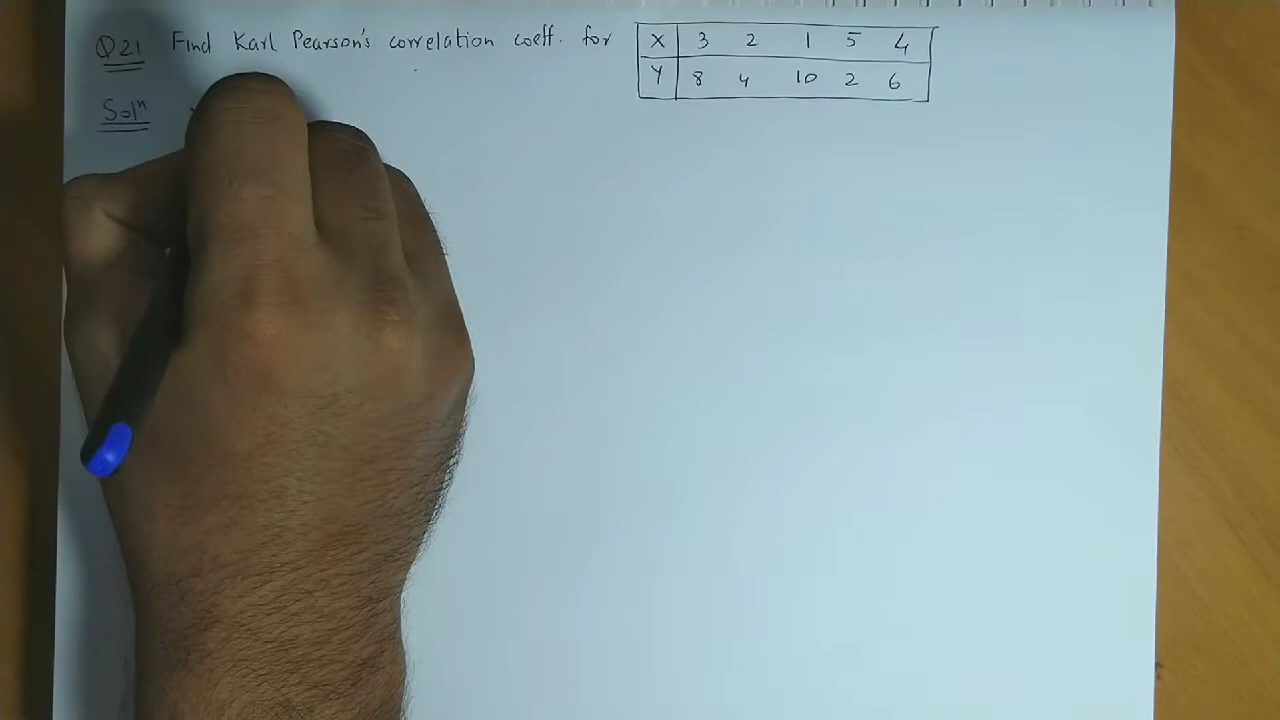 Q21 Find Karl Pearson's correlation coeff. for
X 3 2 1 5 4
Y 8 4 10 2 6
Solⁿ